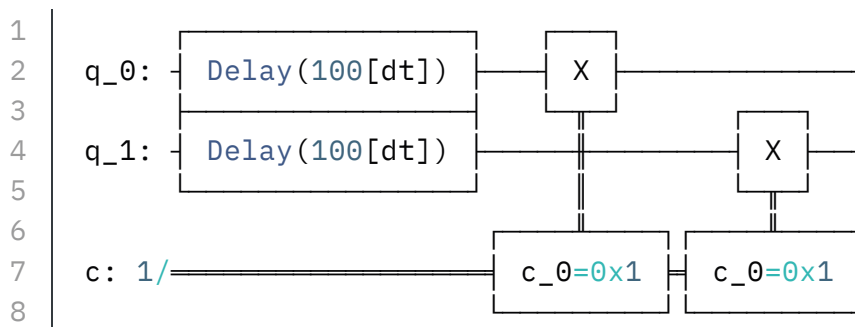 1
2 q_0: Delay(100[dt]) X
3
4 q_1: Delay(100[dt]) X
5
6
7 c: 1/ c_0=0x1 c_0=0x1
8